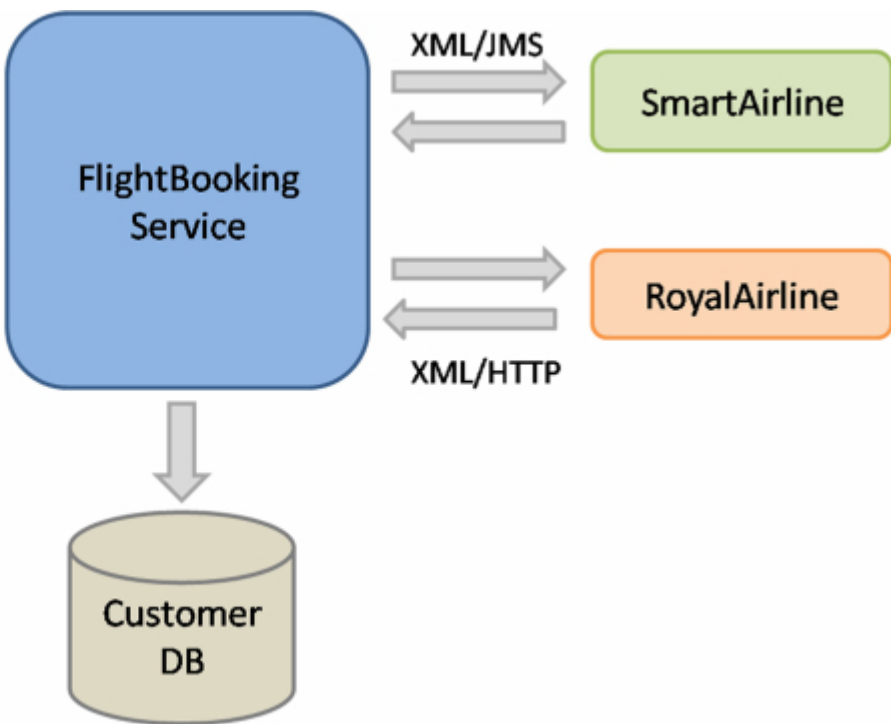 XML/JMS
SmartAirline
FlightBooking
Service
RoyalAirline
XML/HTTP
Customer
DB